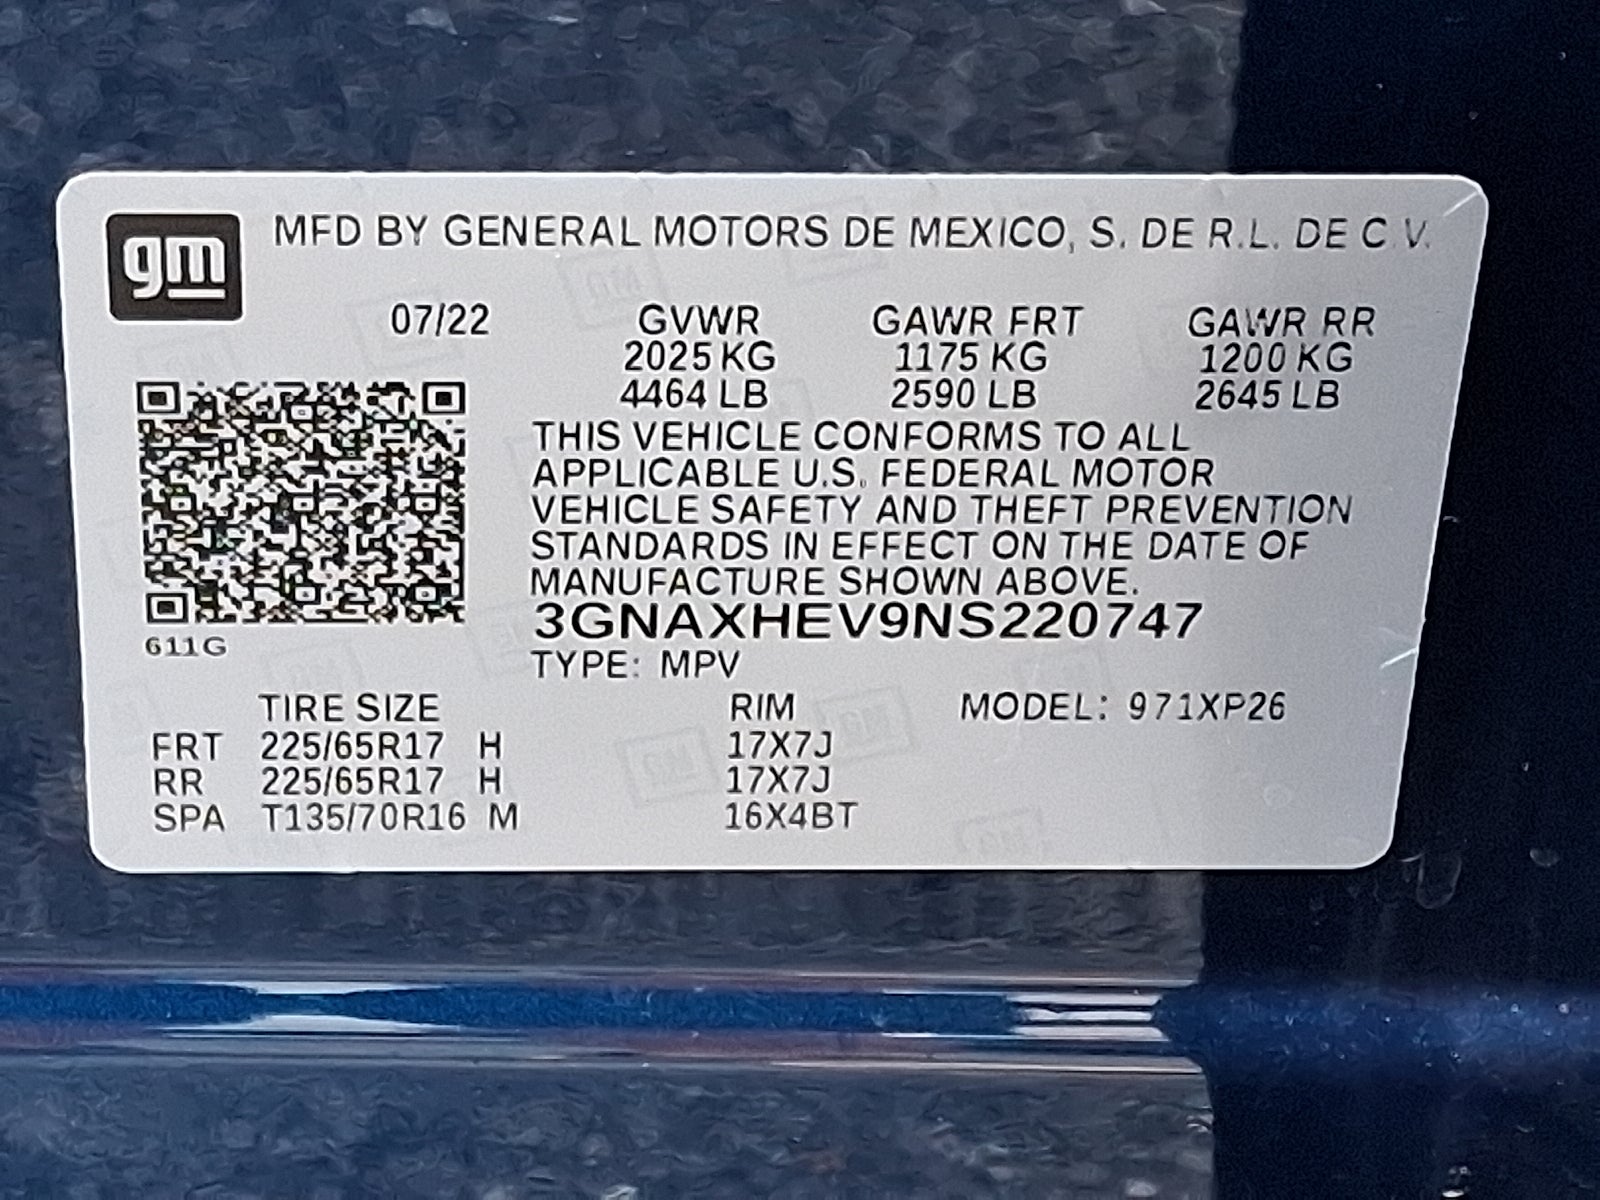 gm MFD BY GENERAL MOTORS DE MEXICO, S. DE R.L. DE C.V.
07/22 GVWR GAWR FRT GAWR RR
2025 KG 1175 KG 1200 KG
4464 LB 2590 LB 2645 LB
THIS VEHICLE CONFORMS TO ALL
APPLICABLE U.S. FEDERAL MOTOR
VEHICLE SAFETY AND THEFT PREVENTION
STANDARDS IN EFFECT ON THE DATE OF
MANUFACTURE SHOWN ABOVE.
3GNAXHEV9NS220747
611G
TYPE: MPV
TIRE SIZE RIM MODEL: 971XP26
FRT 225/65R17 H 17X7J
RR 225/65R17 H 17X7J
SPA T135/70R16 M 16X4BT